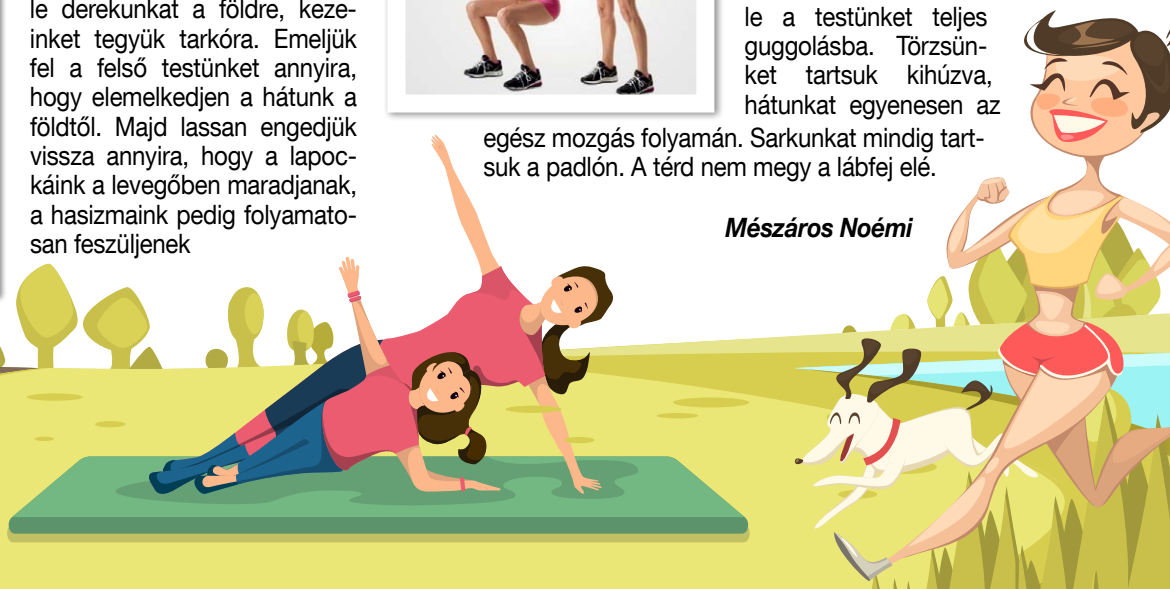 le derekunkat a földre, keze-
inket tegyük tarkóra. Emeljük
fel a felső testünket annyira,
hogy elemelkedjen a hátunk a
földtől. Majd lassan engedjük
vissza annyira, hogy a lapoc-
káink a levegőben maradjanak,
a hasizmaink pedig folyamato-
san feszüljenek
le a testünket teljes
guggolásba. Törzsün-
ket tartsuk kihúzva,
hátunkat egyenesen az
egész mozgás folyamán. Sarkunkat mindig tart-
suk a padlón. A térd nem megy a lábfej elé.
Mészáros Noémi